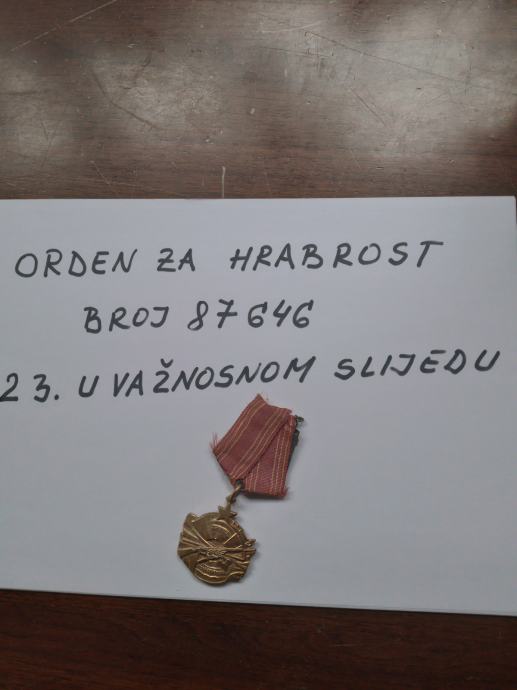 ORDEN ZA HRABROST
BROJ 87646
23. U VAŽNOSNOM SLIJEDU